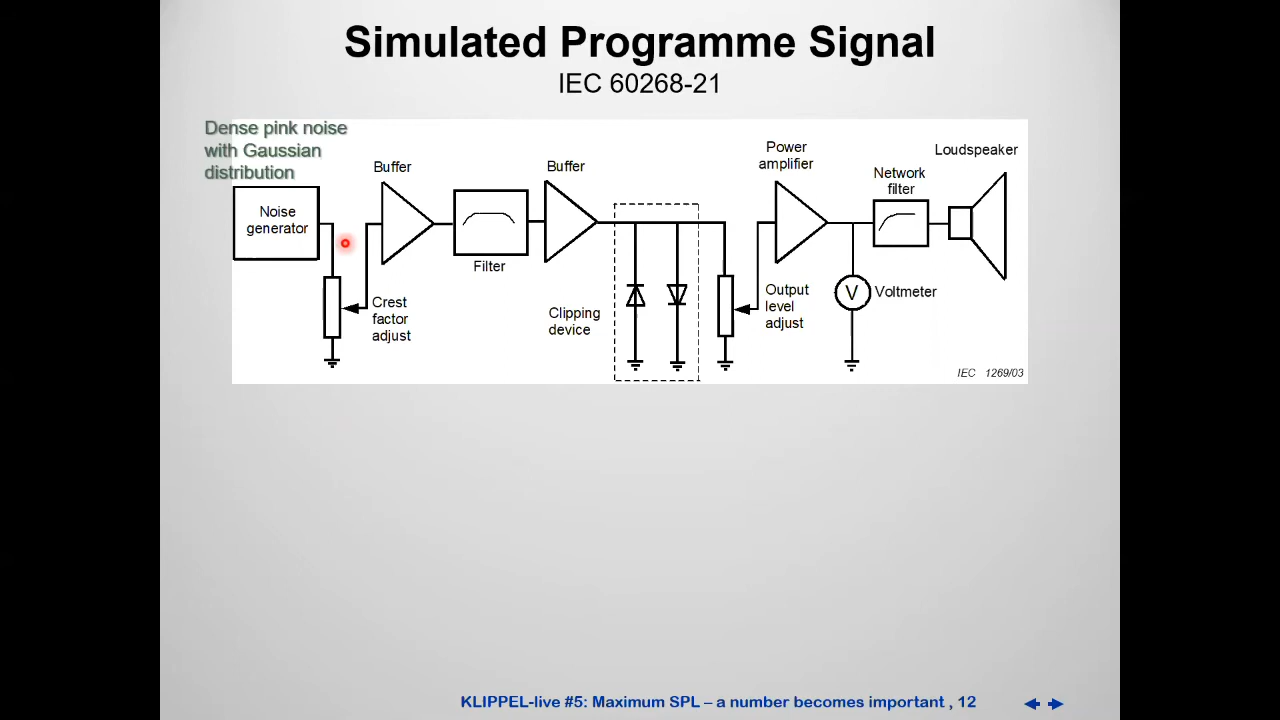 Simulated Programme Signal
IEC 60268-21
Dense pink noise
with Gaussian
distribution
Noise
generator
Crest
factor
adjust
Buffer
Filter
Buffer
Clipping
device
Output
level
adjust
Power
amplifier
V
Voltmeter
Network
filter
Loudspeaker
IEC 1269/03
KLIPPEL-live #5: Maximum SPL – a number becomes important , 12